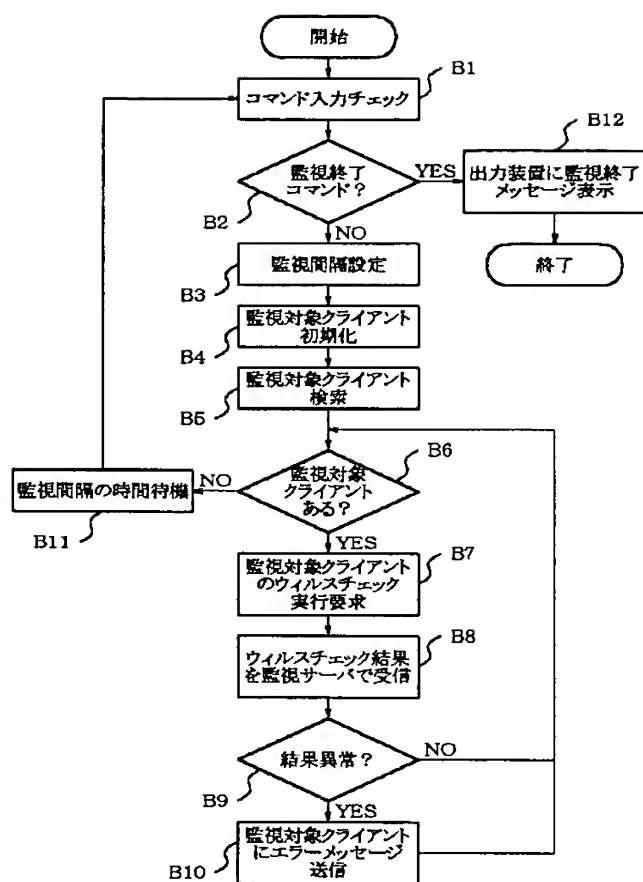 開始
B1
コマンド入力チェック
B12
監視終了
コマンド？
YES
出力装置に監視終了
メッセージ表示
B2
NO
終了
B3
監視間隔設定
B4
監視対象クライアント
初期化
B5
監視対象クライアント
検索
B6
監視対象
クライアント
ある？
NO
監視間隔の時間待機
B11
YES
B7
監視対象クライアント
のウィルスチェック
実行要求
B8
ウィルスチェック結果
を監視サーバで受信
結果異常？
NO
B9
YES
監視対象クライアント
にエラーメッセージ
送信
B10